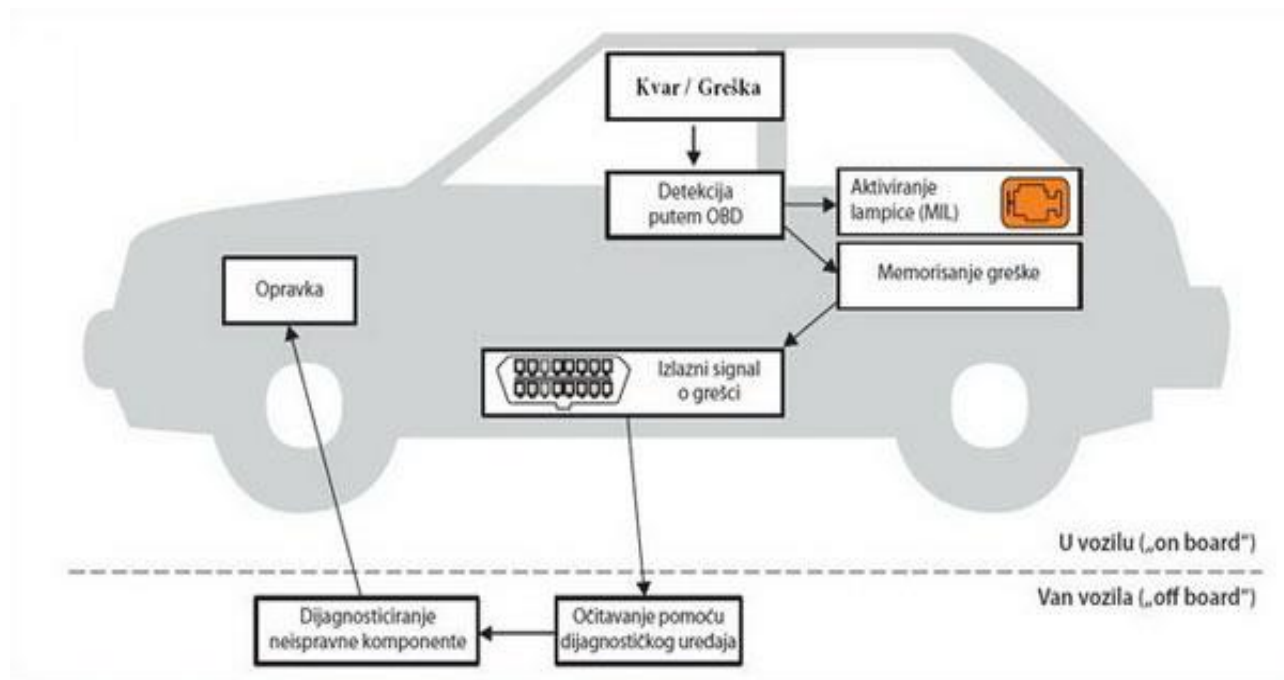 Kvar / Greška
Detekcija
putem OBD
Aktiviranje
lampice (MIL)
Memorisanje greške
Opravka
Izlazni signal
o grešci
U vozilu („on board“)
Van vozila („off board“)
Dijagnosticiranje
neispravne komponente
Očitavanje pomoću
dijagnostičkog uređaja